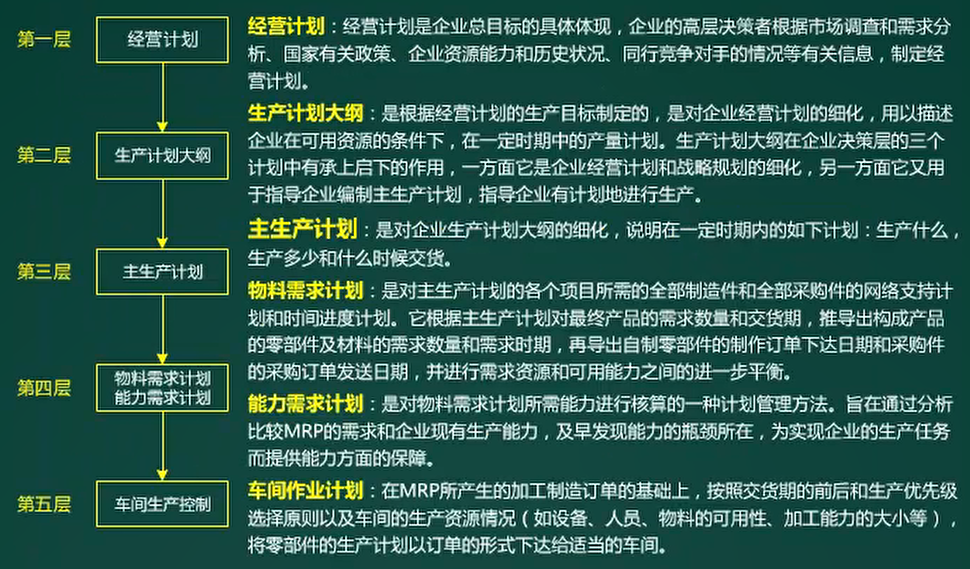 第一层
经营计划
经营计划：经营计划是企业总目标的具体体现，企业的高层决策者根据市场调查和需求分
析、国家有关政策、企业资源能力和历史状况、同行竞争对手的情况等有关信息，制定经
营计划。
第二层
生产计划大纲
生产计划大纲：是根据经营计划的生产目标制定的，是对企业经营计划的细化，用以描述
企业在可用资源的条件下，在一定时期中的产量计划。生产计划大纲在企业决策层的三个
计划中有承上启下的作用，一方面它是企业经营计划和战略规划的细化，另一方面它又用
于指导企业编制主生产计划，指导企业有计划地进行生产。
第三层
主生产计划
主生产计划：是对企业生产计划大纲的细化，说明在一定时期内的如下计划：生产什么，
生产多少和什么时候交货。
第四层
物料需求计划
能力需求计划
物料需求计划：是对主生产计划的各个项目所需的全部制造件和全部采购件的网络支持计
划和时间进度计划。它根据主生产计划对最终产品的需求数量和交货期，推导出构成产品
的零部件及材料的需求数量和需求时期，再导出自制零部件的制作订单下达日期和采购件
的采购订单发送日期，并进行需求资源和可用能力之间的进一步平衡。
能力需求计划：是对物料需求计划所需能力进行核算的一种计划管理方法。旨在通过分析
比较MRP的需求和企业现有生产能力，及早发现能力的瓶颈所在，为实现企业的生产任务
而提供能力方面的保障。
第五层
车间生产控制
车间作业计划：在MRP所产生的加工制造订单的基础上，按照交货期的前后和生产优先级
选择原则以及车间的生产资源情况（如设备、人员、物料的可用性、加工能力的大小等），
将零部件的生产计划以订单的形式下达给适当的车间。